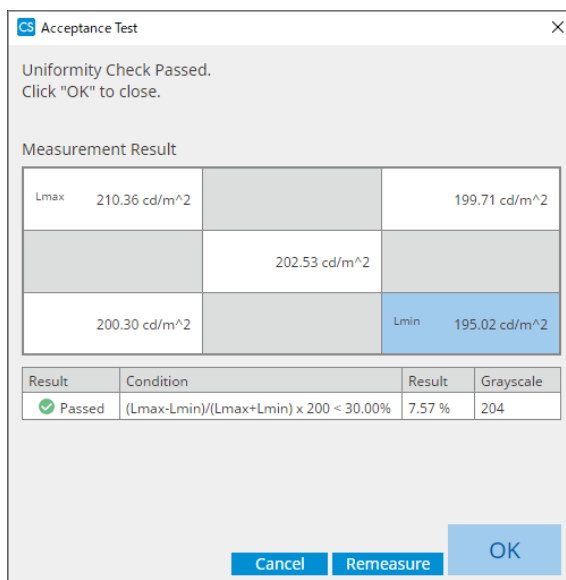 CS Acceptance Test
Uniformity Check Passed.
Click "OK" to close.
Measurement Result
Lmax 210.36 cd/m^2 199.71 cd/m^2
202.53 cd/m^2
200.30 cd/m^2 Lmin 195.02 cd/m^2
Result Condition Result Grayscale
Passed (Lmax-Lmin)/(Lmax+Lmin) x 200 < 30.00% 7.57 % 204
Cancel Remeasure OK